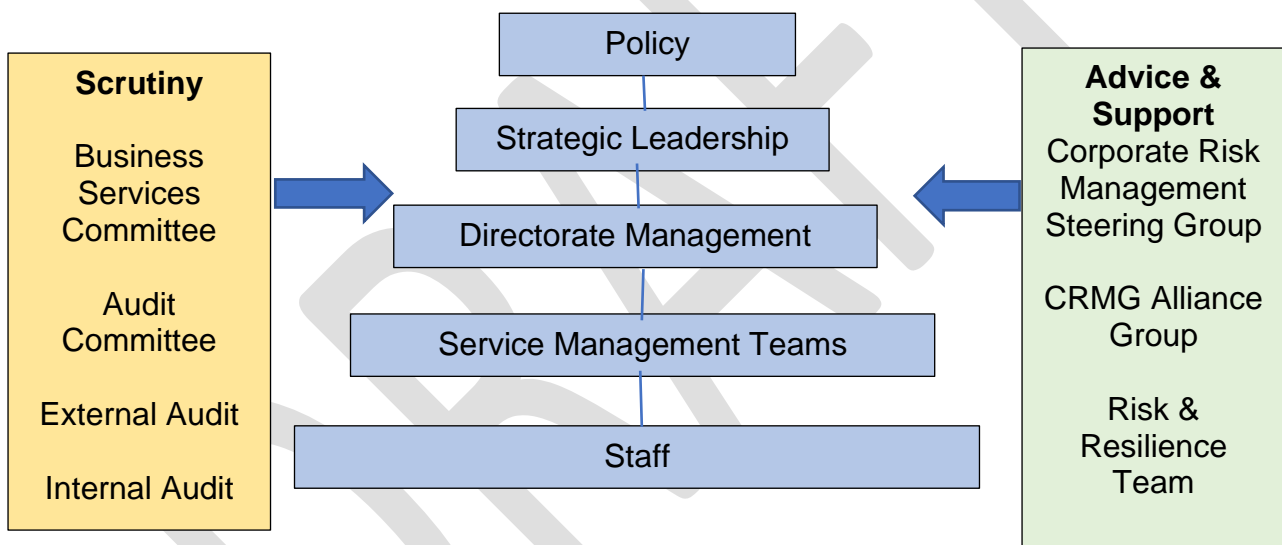 Scrutiny
Business
Services
Committee
Audit
Committee
External Audit
Internal Audit
Policy
Strategic Leadership
Directorate Management
Service Management Teams
Staff
Advice &
Support
Corporate Risk
Management
Steering Group
CRMG Alliance
Group
Risk &
Resilience
Team
DRAFT